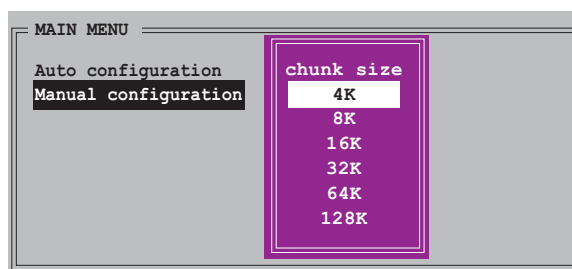 MAIN MENU
Auto configuration
Manual configuration
chunk size
4K
8K
16K
32K
64K
128K